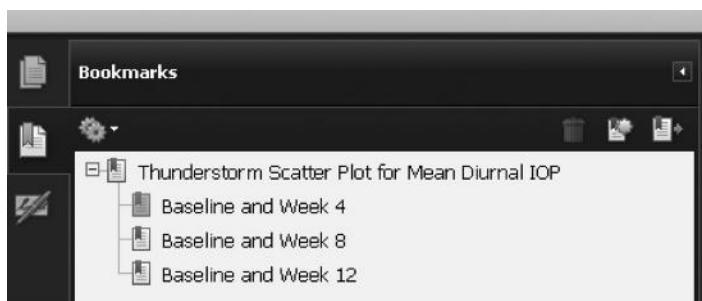 Bookmarks
Thunderstorm Scatter Plot for Mean Diurnal IOP
Baseline and Week 4
Baseline and Week 8
Baseline and Week 12